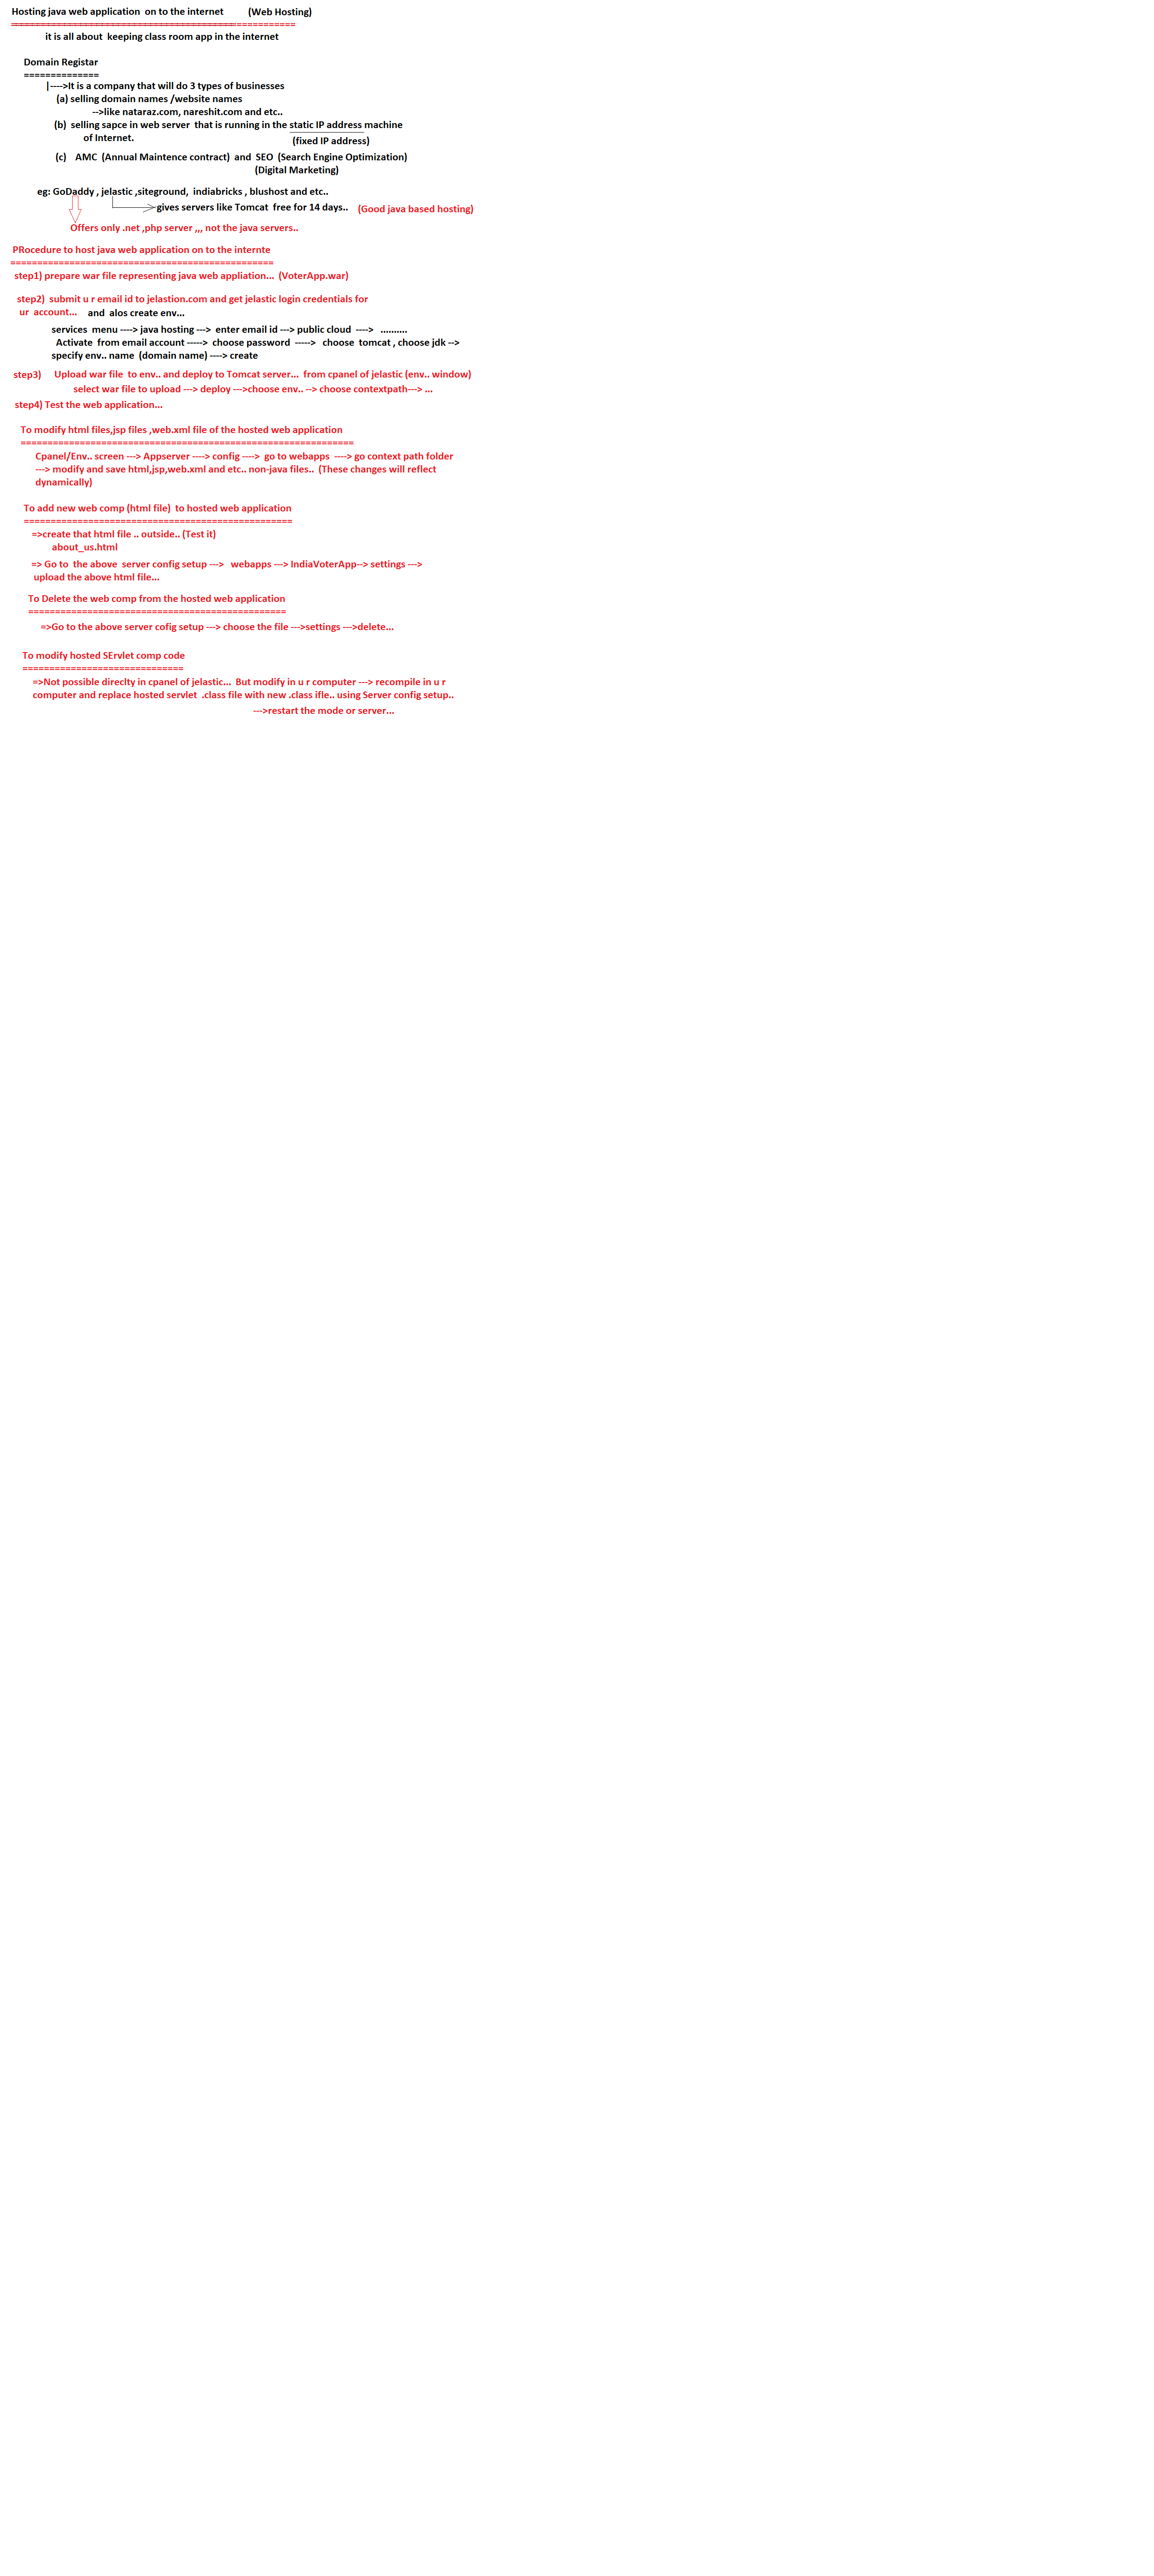 Hosting java web application  on to the internet          (Web Hosting)
=====================================================
it is all about  keeping class room app in the internet
Domain Registar
==============
|---->It is a company that will do 3 types of businesses
(a) selling domain names /website names
-->like nataraz.com, nareshit.com and etc..
(b)  selling sapce in web server  that is running in the static IP address machine
of Internet.
(fixed IP address)
(c)    AMC  (Annual Maintence contract)  and  SEO  (Search Engine Optimization)
(Digital Marketing)
eg: GoDaddy , jelastic ,siteground,  indiabricks , blushost and etc..
gives servers like Tomcat  free for 14 days..    (Good java based hosting)
Offers only .net ,php server ,,, not the java servers..
PRocedure to host java web application on to the internte
=================================================
step1) prepare war file representing java web appliation...  (VoterApp.war)
step2)  submit u r email id to jelastion.com and get jelastic login credentials for
ur  account...    and  alos create env...
services  menu ----> java hosting --->  enter email id ---> public cloud  ---->   ..........
Activate  from email account ----->  choose password  ----->   choose  tomcat , choose jdk -->
specify env.. name  (domain name) ----> create
step3)     Upload war file  to env.. and deploy to Tomcat server...  from cpanel of jelastic (env.. window)
select war file to upload ---> deploy --->choose env.. --> choose contextpath---> ...
step4) Test the web application...
To modify html files,jsp files ,web.xml file of the hosted web application
==============================================================
Cpanel/Env.. screen ---> Appserver ----> config ---->  go to webapps  ----> go context path folder
---> modify and save html,jsp,web.xml and etc.. non-java files..  (These changes will reflect
dynamically)
To add new web comp (html file)  to hosted web application
==================================================
=>create that html file .. outside.. (Test it)
about_us.html
=> Go to  the above  server config setup --->   webapps ---> IndiaVoterApp--> settings --->
upload the above html file...
To Delete the web comp from the hosted web application
================================================
=>Go to the above server cofig setup ---> choose the file --->settings --->delete...
To modify hosted SErvlet comp code
==============================
=>Not possible direclty in cpanel of jelastic...  But modify in u r computer ---> recompile in u r
computer and replace hosted servlet  .class file with new .class ifle.. using Server config setup..
--->restart the mode or server...